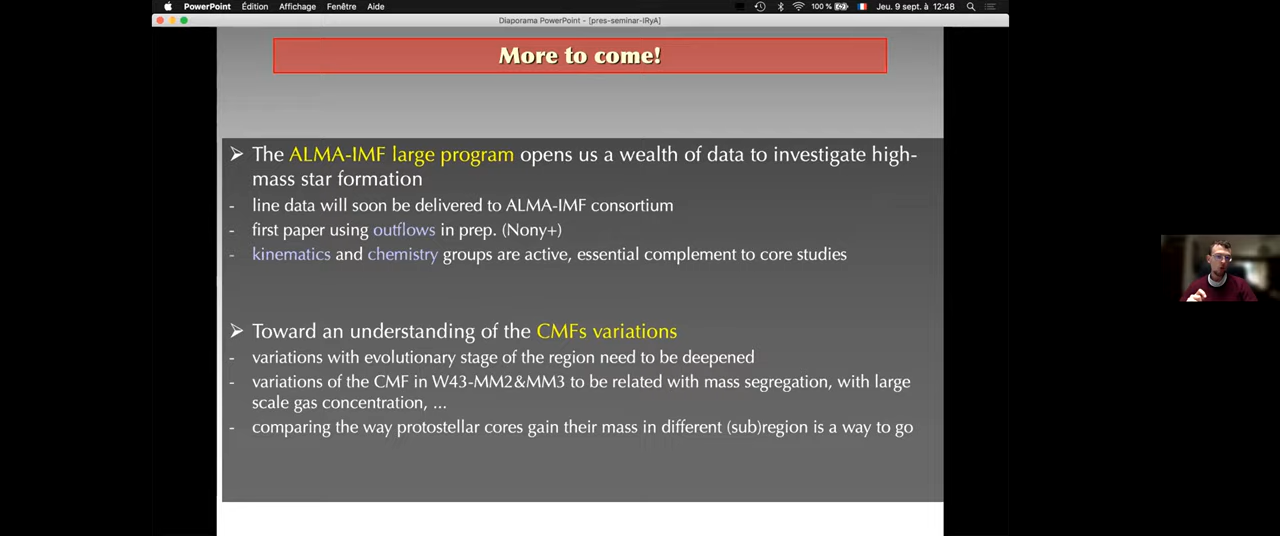 PowerPoint Édition Affichage Fenêtre Aide 100 % Jeu. 9 sept. à 12:48
Diaporama PowerPoint - [pres-seminar-IRyA]
More to come!
The ALMA-IMF large program opens us a wealth of data to investigate high-
mass star formation
- line data will soon be delivered to ALMA-IMF consortium
- first paper using outflows in prep. (Nony+)
- kinematics and chemistry groups are active, essential complement to core studies
Toward an understanding of the CMFs variations
- variations with evolutionary stage of the region need to be deepened
- variations of the CMF in W43-MM2&MM3 to be related with mass segregation, with large
scale gas concentration, ...
- comparing the way protostellar cores gain their mass in different (sub)region is a way to go